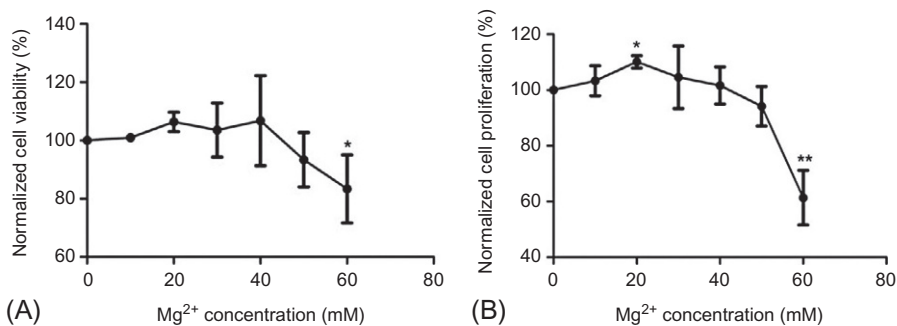 140
120
100
80
60
Normalized cell viability (%)
*
0 20 40 60 80
Mg2+ concentration (mM)
(A)
120
100
80
60
40
Normalized cell proliferation (%)
*
**
0 20 40 60 80
Mg2+ concentration (mM)
(B)